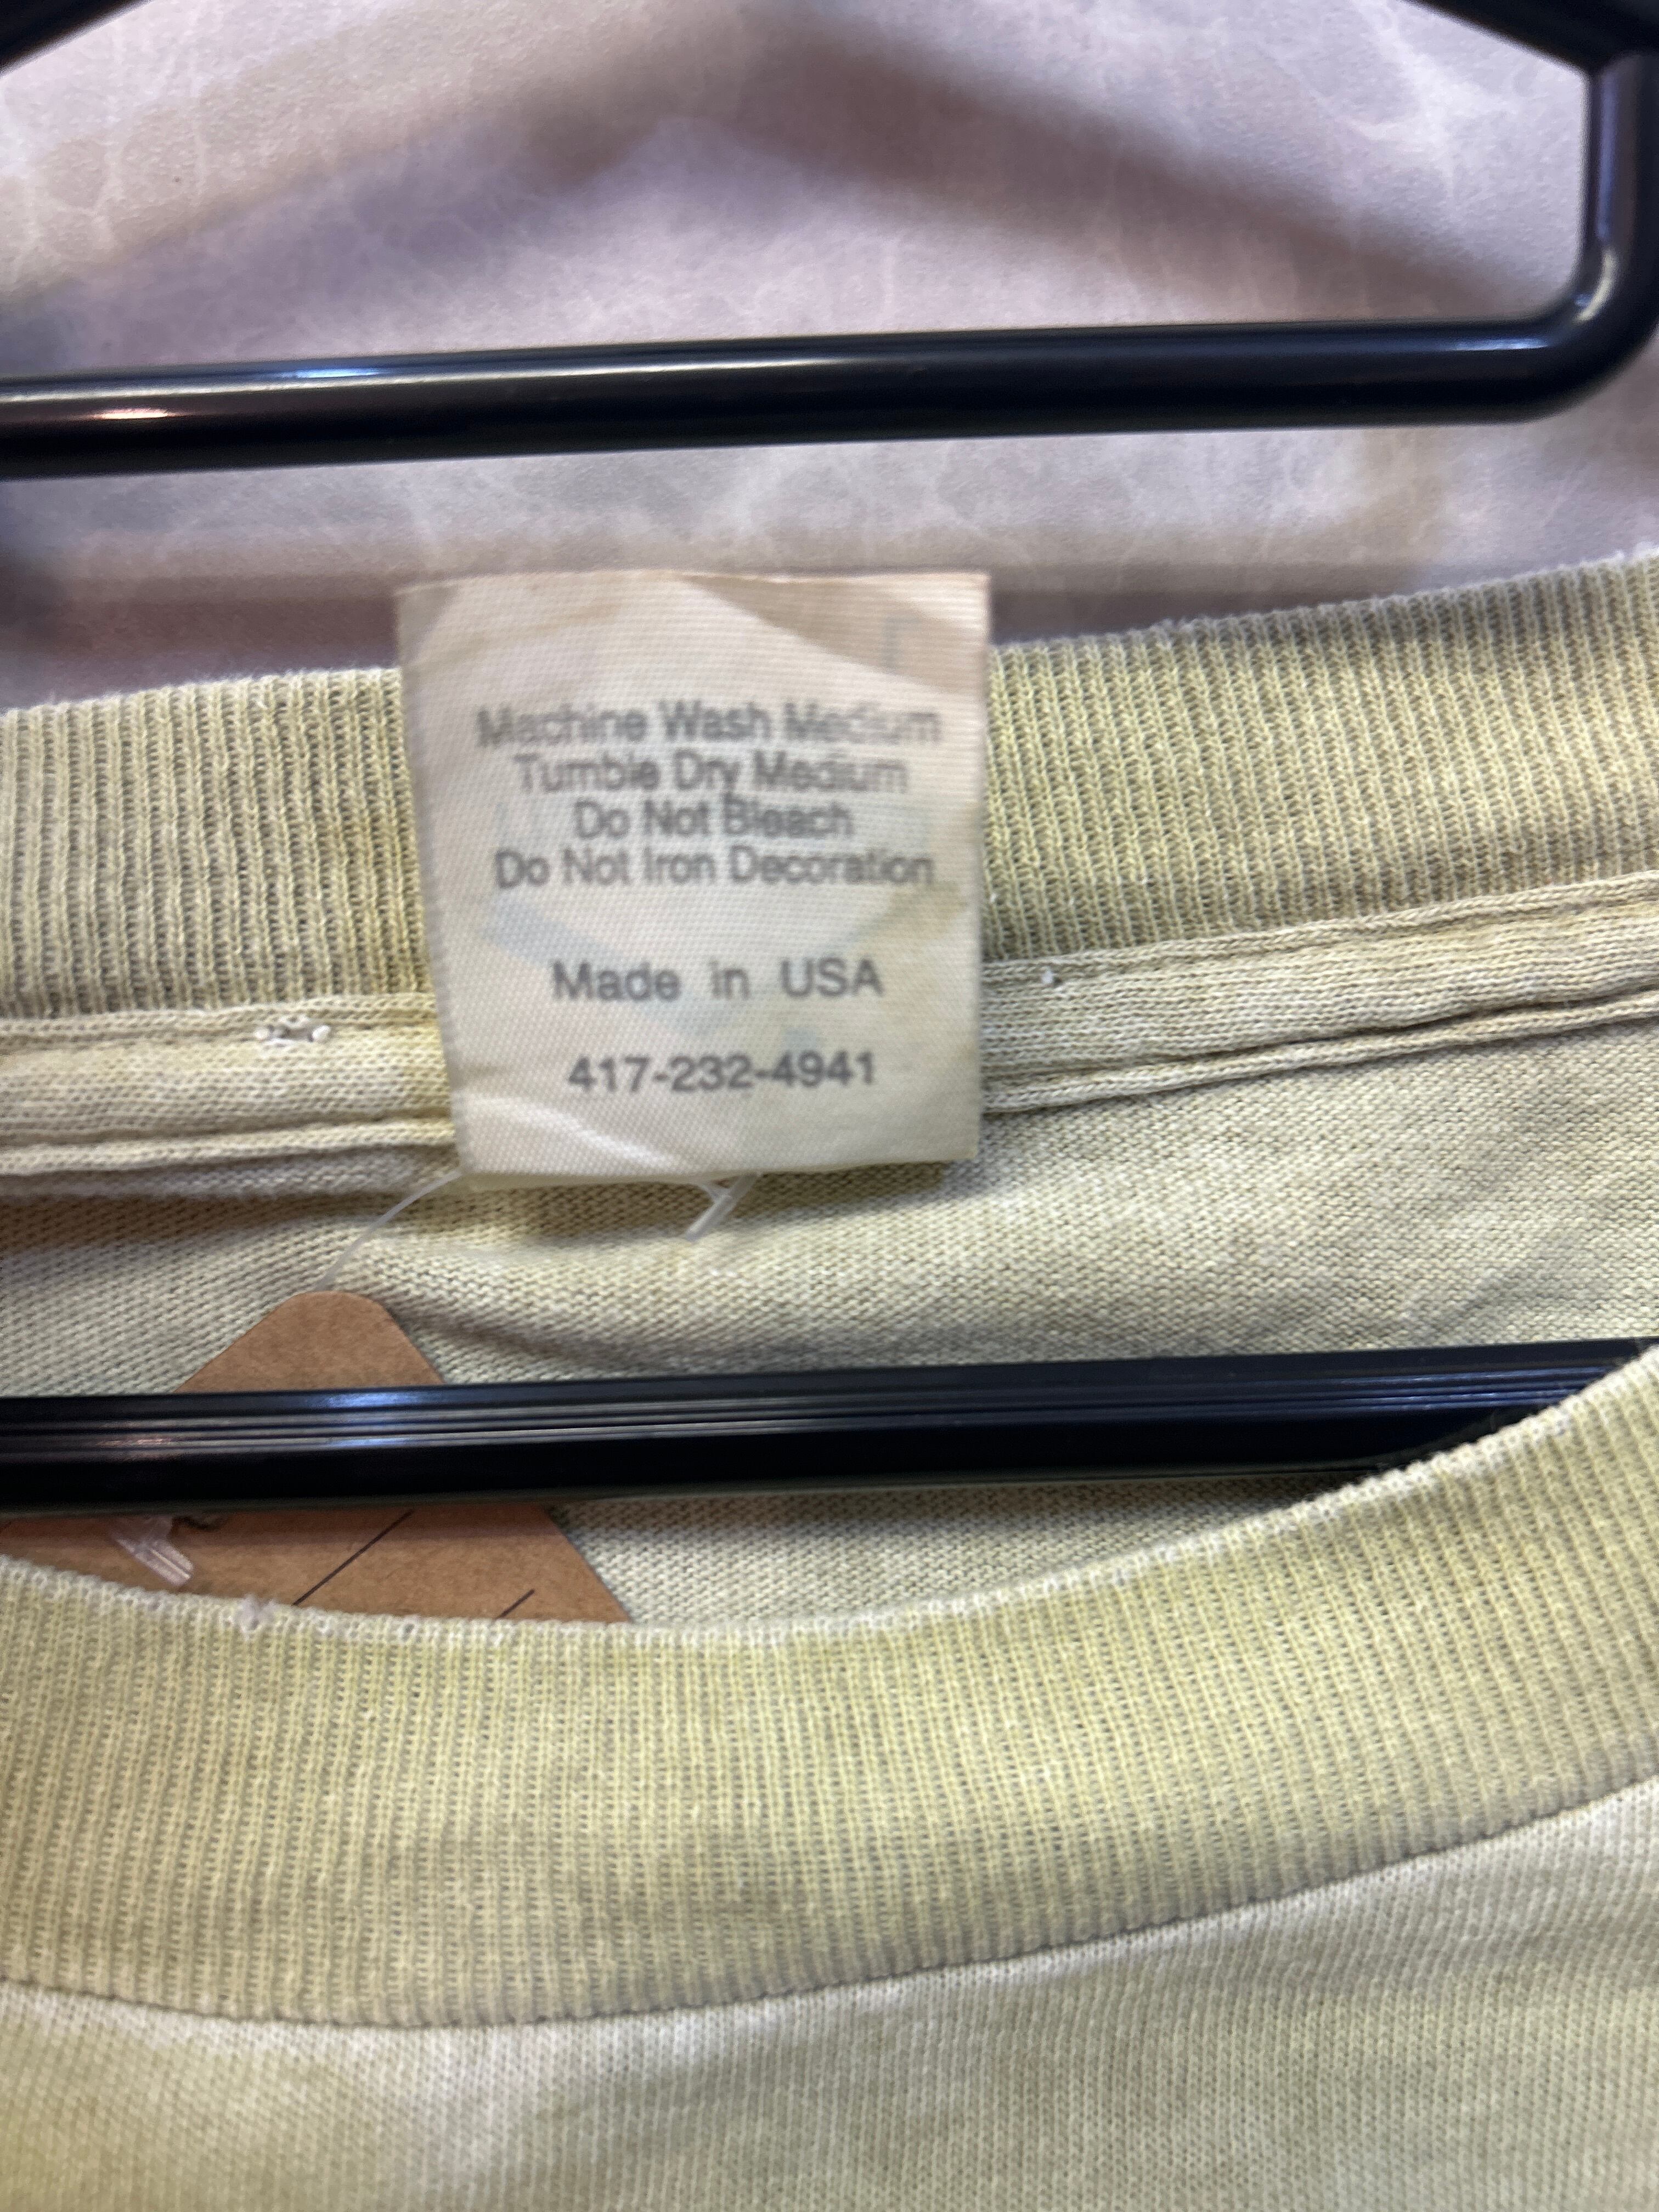 Machine Wash Medium
Tumble Dry Medium
Do Not Bleach
Do Not Iron Decoration
Made in USA
417-232-4941